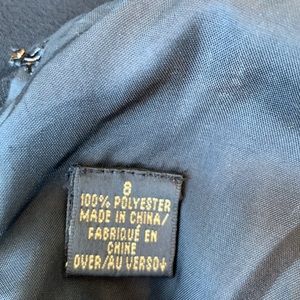 8
100% POLYESTER
MADE IN CHINA/
FABRIQUÉ EN
CHINE
OVER/AU VERSO↓